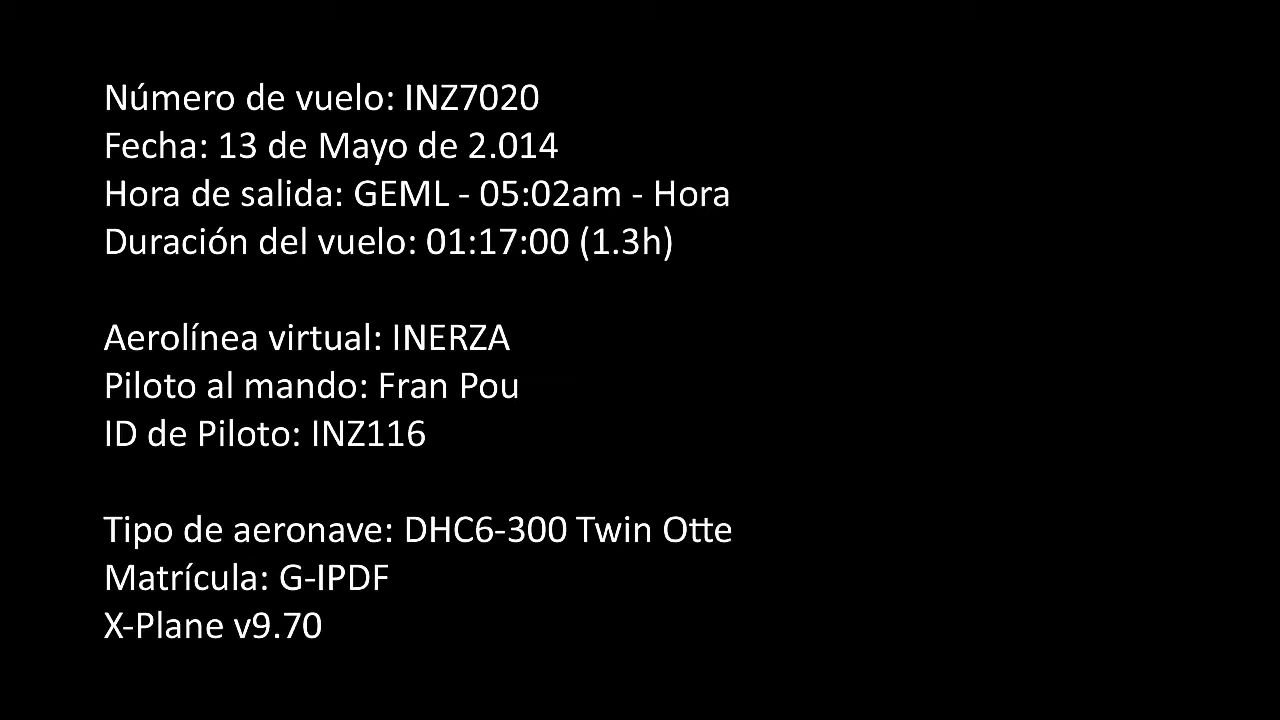 Número de vuelo: INZ7020
Fecha: 13 de Mayo de 2.014
Hora de salida: GEML - 05:02am - Hora
Duración del vuelo: 01:17:00 (1.3h)
Aerolínea virtual: INERZA
Piloto al mando: Fran Pou
ID de Piloto: INZ116
Tipo de aeronave: DHC6-300 Twin Otte
Matrícula: G-IPDF
X-Plane v9.70